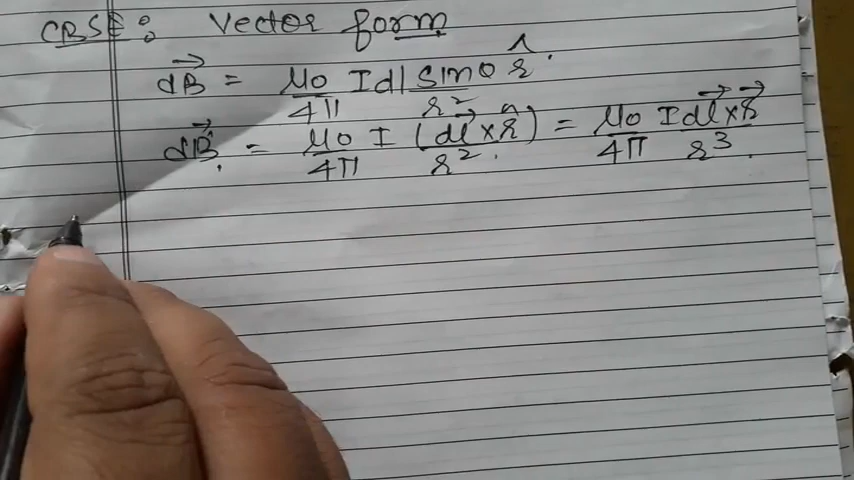 CBSE: Vector form
→dB = μ₀/4π Idl sinθ/r² r̂.
→dB = μ₀/4π I (→dl × r̂)/r². = μ₀/4π I →dl × →r/r³.